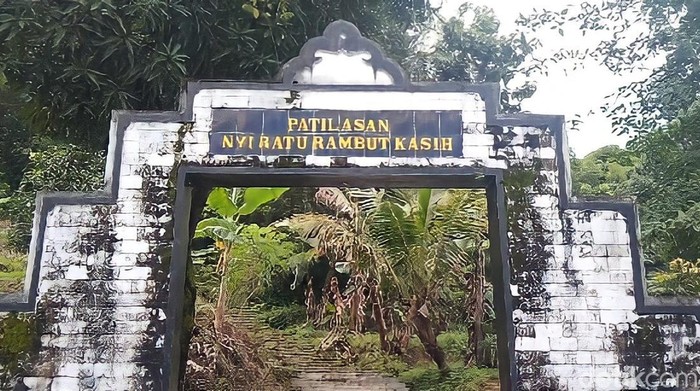 PATILASAN
NYI RATU RAMBUT KASIH